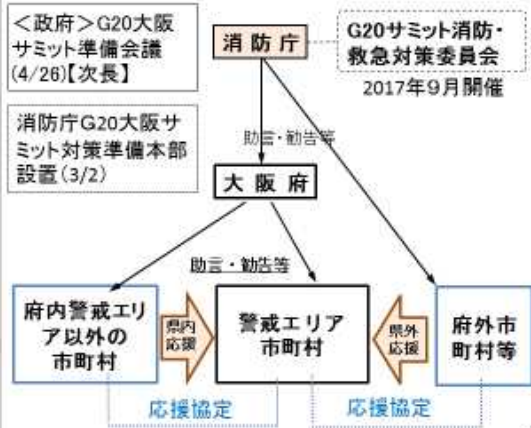 ＜政府＞G20大阪
サミット準備会議
(4/26)【次長】
消防庁
G20サミット消防・
救急対策委員会
2017年９月開催
消防庁G20大阪サ
ミット対策準備本部
設置(3/2)
助言・勧告等
大阪府
助言・勧告等
府内警戒エリ
ア以外の
市町村
県内
応援
警戒エリア
市町村
県外
応援
府外市
町村等
応援協定
応援協定